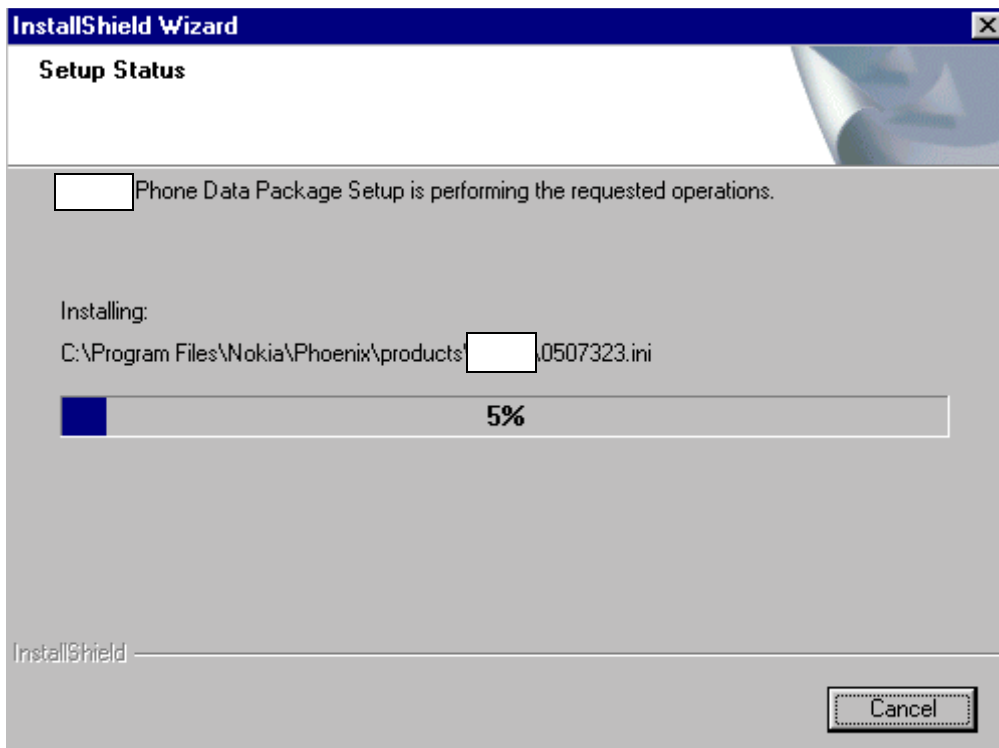 InstallShield Wizard
Setup Status
Phone Data Package Setup is performing the requested operations.
Installing:
C:\Program Files\Nokia\Phoenix\products\ \0507323.ini
5%
InstallShield
Cancel